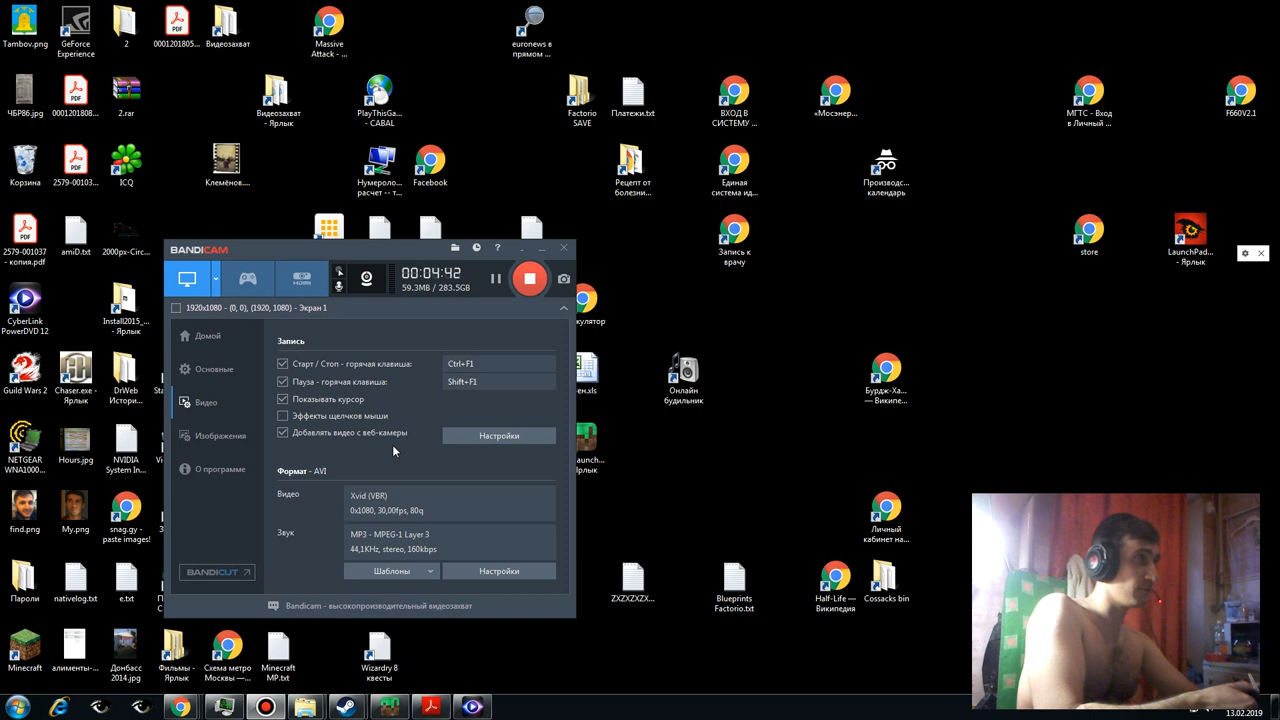 Tambov.png
GeForce
Experience
2
0001201805...
Видеозахват
Massive
Attack - ...
euronews в
прямом ...
ЧБР86.jpg
0001201808...
2.rar
Видеозахват
- Ярлык
PlayThisGa...
- CABAL
Factorio
SAVE
Платежи.txt
ВХОД В
СИСТЕМУ ...
«Мосэнер...
МГТС - Вход
в Личный ...
F660V2.1
Корзина
2579-00103...
ICQ
Клемёнов....
Нумероло...
расчет -- т...
Facebook
Рецепт от
болезни...
Единая
система ид...
Производс...
календарь
2579-001037
- копия.pdf
amiD.txt
2000px-Circ...
Запись к
врачу
store
LaunchPad...
- Ярлык
BANDICAM
?
HDMI
00:04:42
59.3MB / 283.5GB
1920x1080 - (0, 0), (1920, 1080) - Экран 1
CyberLink
PowerDVD 12
Install2015_...
- Ярлык
Домой
Основные
Видео
Изображения
О программе
BANDICUT
Запись
Старт / Стоп - горячая клавиша:
Ctrl+F1
Пауза - горячая клавиша:
Shift+F1
Показывать курсор
Эффекты щелчков мыши
Добавлять видео с веб-камеры
Настройки
Формат - AVI
Видео
Xvid (VBR)
0x1080, 30,00fps, 80q
Звук
MP3 - MPEG-1 Layer 3
44,1KHz, stereo, 160kbps
Шаблоны
Настройки
Bandicam - высокопроизводительный видеозахват
Guild Wars 2
Chaser.exe -
Ярлык
DrWeb
Истори...
Онлайн
будильник
Бурдж-Ха...
— Википе...
NETGEAR
WNA1000...
Hours.jpg
NVIDIA
System In...
find.png
My.png
snag.gy -
paste images!
Личный
кабинет на...
Пароли
nativelog.txt
e.txt
ZXZXZXZX...
Blueprints
Factorio.txt
Half-Life —
Википедия
Cossacks bin
Minecraft
алименты-...
Донбасс
2014.jpg
Фильмы -
Ярлык
Схема метро
Москвы —...
Minecraft
MP.txt
Wizardry 8
квесты
13.02.2019